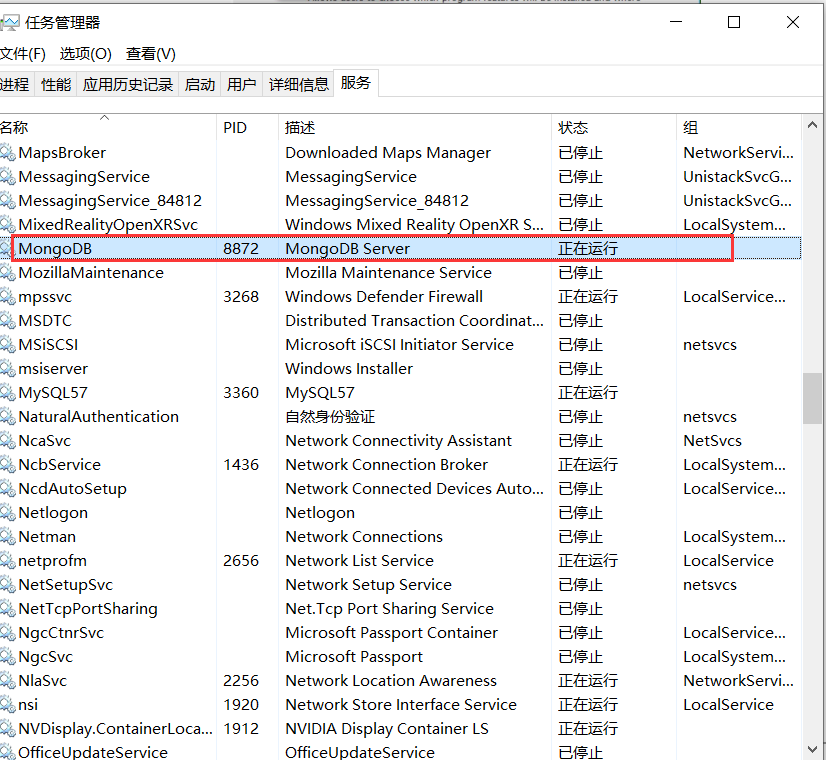 任务管理器
文件(F) 选项(O) 查看(V)
进程 性能 应用历史记录 启动 用户 详细信息 服务
名称 PID 描述 状态 组
MapsBroker Downloaded Maps Manager 已停止 NetworkServi...
MessagingService MessagingService 已停止 UnistackSvcG...
MessagingService_84812 MessagingService_84812 已停止 UnistackSvcG...
MixedRealityOpenXRSvc Windows Mixed Reality OpenXR S... 已停止 LocalSystem...
MongoDB 8872 MongoDB Server 正在运行
MozillaMaintenance Mozilla Maintenance Service 已停止
mpssvc 3268 Windows Defender Firewall 正在运行 LocalService...
MSDTC Distributed Transaction Coordinat... 已停止
MSiSCSI Microsoft iSCSI Initiator Service 已停止 netsvcs
msiserver Windows Installer 已停止
MySQL57 3360 MySQL57 正在运行
NaturalAuthentication 自然身份验证 已停止 netsvcs
NcaSvc Network Connectivity Assistant 已停止 NetSvcs
NcbService 1436 Network Connection Broker 正在运行 LocalSystem...
NcdAutoSetup Network Connected Devices Auto... 已停止 LocalService...
Netlogon Netlogon 已停止
Netman Network Connections 已停止 LocalSystem...
netprofm 2656 Network List Service 正在运行 LocalService
NetSetupSvc Network Setup Service 已停止 netsvcs
NetTcpPortSharing Net.Tcp Port Sharing Service 已停止
NgcCtnrSvc Microsoft Passport Container 已停止 LocalService...
NgcSvc Microsoft Passport 已停止 LocalSystem...
NlaSvc 2256 Network Location Awareness 正在运行 NetworkServi...
nsi 1920 Network Store Interface Service 正在运行 LocalService
NVDisplay.ContainerLoca... 1912 NVIDIA Display Container LS 正在运行
OfficeUpdateService OfficeUpdateService 已停止